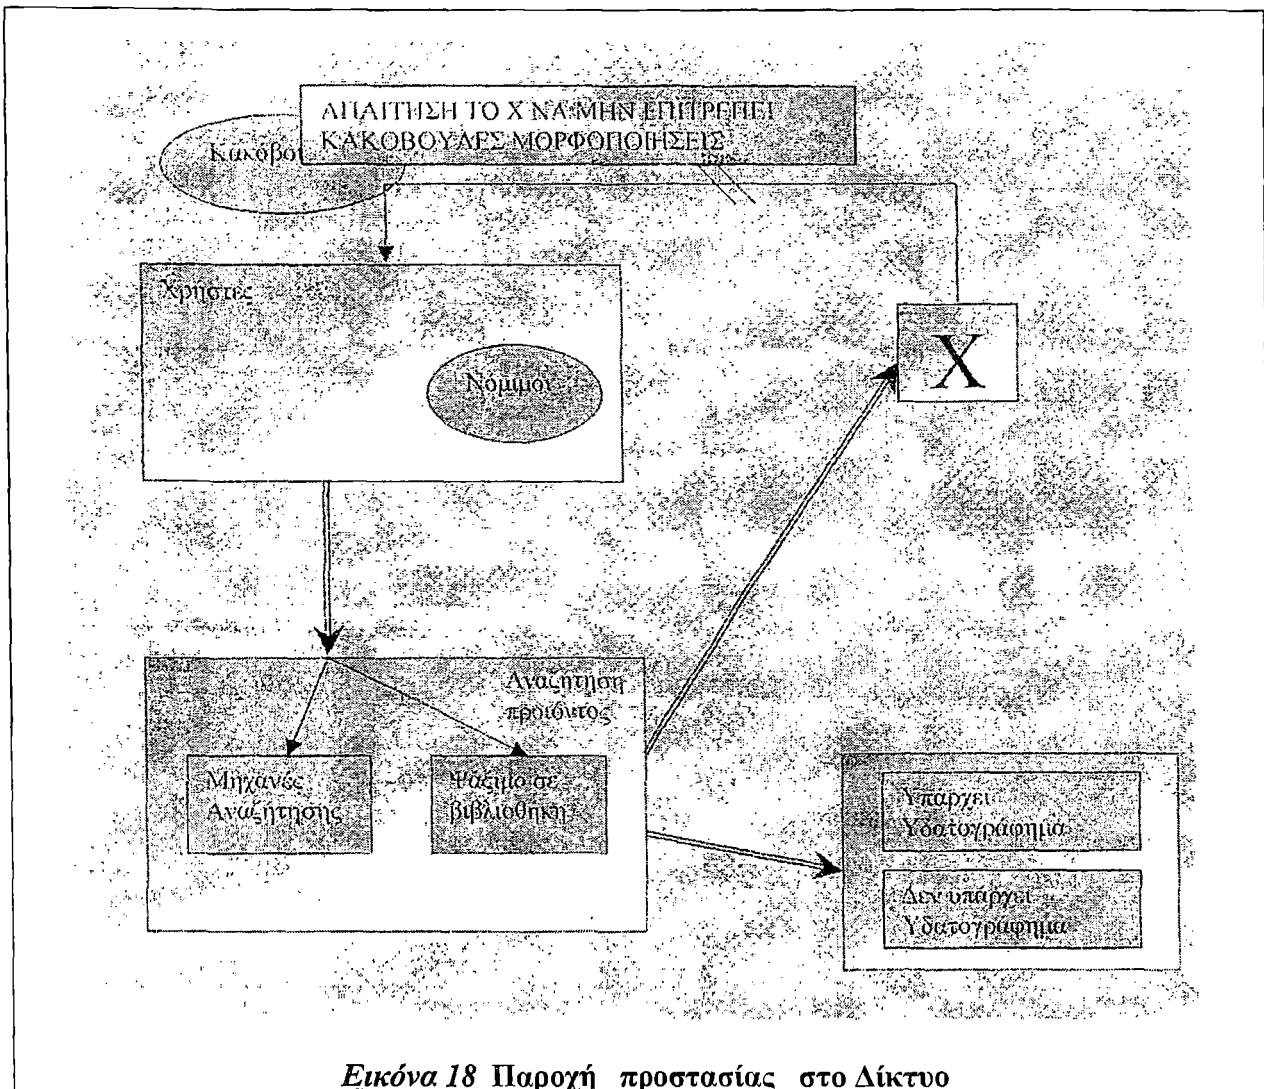 ΑΠΑΙΤΗΣΗ ΤΟ Χ ΝΑ ΜΗΝ ΕΠΙΤΡΕΠΕΙ
ΚΑΚΟΒΟΥΛΕΣ ΜΟΡΦΟΠΟΙΗΣΕΙΣ
Χρήστες
Νόμιμοι
X
Αναζήτηση
προϊόντος
Μηχανές
Αναζήτησης
Ψάξιμο σε
βιβλιοθήκη
Υπάρχει
Υδατογράφημα
Δεν υπάρχει
Υδατογράφημα
Εικόνα 18 Παροχή προστασίας στο Δίκτυο